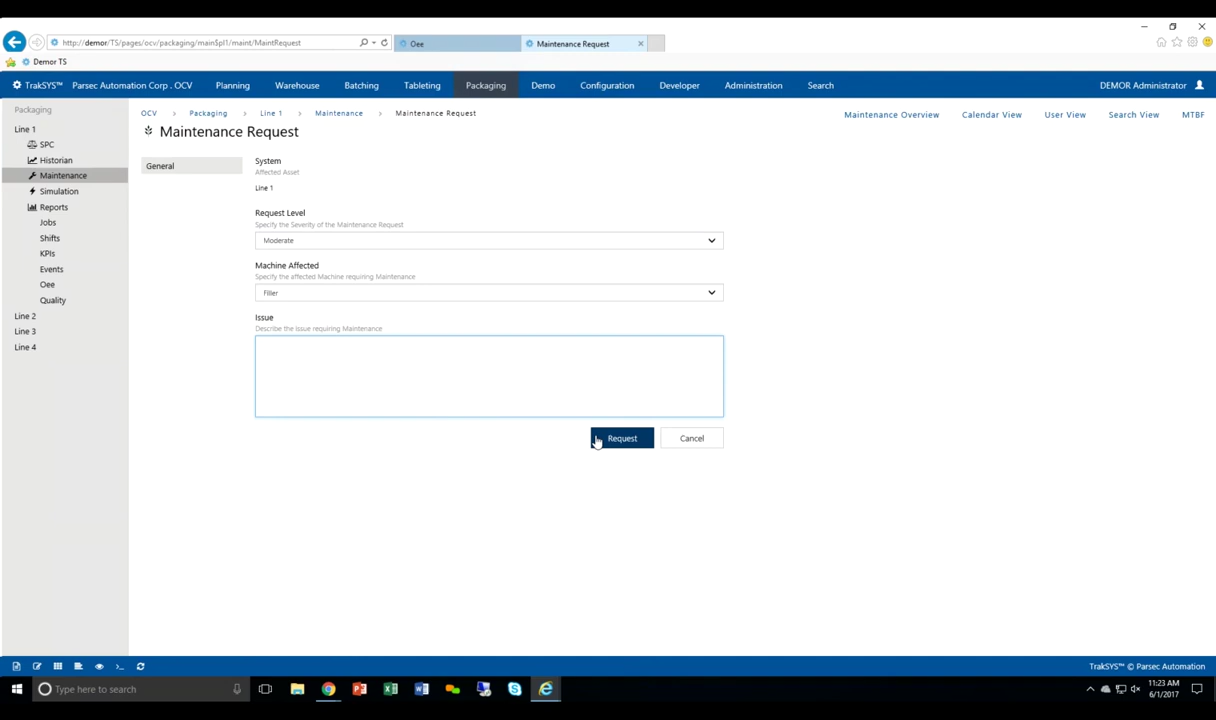 http://demor/TS/pages/ocv/packaging/main$pl1/maint/MaintRequest
Oee
Maintenance Request
Demor TS
TrakSYS™ Parsec Automation Corp . OCV Planning Warehouse Batching Tableting Packaging Demo Configuration Developer Administration Search DEMOR Administrator
Packaging
Line 1
SPC
Historian
Maintenance
Simulation
Reports
Jobs
Shifts
KPIs
Events
Oee
Quality
Line 2
Line 3
Line 4
OCV > Packaging > Line 1 > Maintenance > Maintenance Request
Maintenance Overview Calendar View User View Search View MTBF
Maintenance Request
General
System
Affected Asset
Line 1
Request Level
Specify the Severity of the Maintenance Request
Moderate
Machine Affected
Specify the affected Machine requiring Maintenance
Filler
Issue
Describe the Issue requiring Maintenance
Request Cancel
TrakSYS™ © Parsec Automation
Type here to search
11:23 AM
6/1/2017